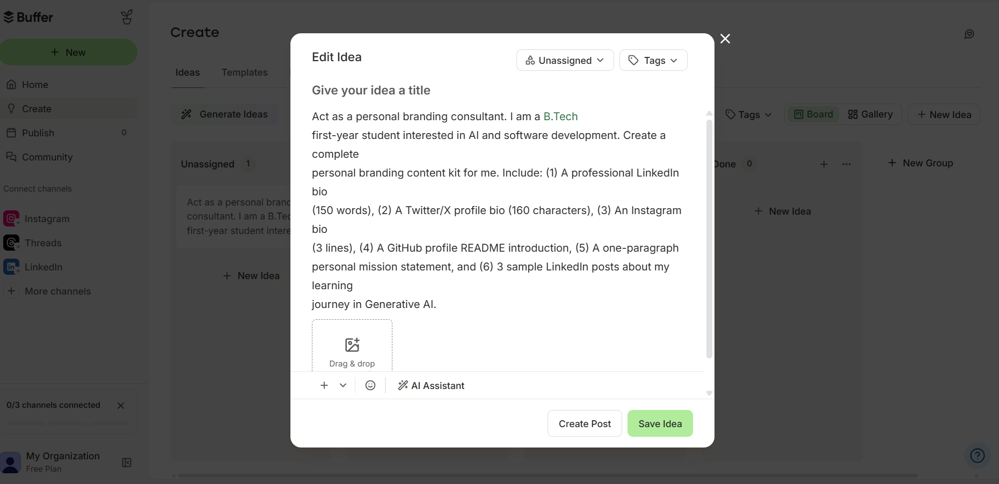 Buffer
New
Home
Create
Publish 0
Community
Connect channels
Instagram
Threads
LinkedIn
More channels
0/3 channels connected
My Organization
Free Plan
Create
Ideas Templates
Generate Ideas
Tags Board Gallery New Idea
Unassigned 1
Act as a personal
consultant. I am a
first-year student
New Idea
Done 0
New Idea
New Group
Edit Idea
Unassigned Tags
Give your idea a title
Act as a personal branding consultant. I am a B.Tech
first-year student interested in AI and software development. Create a
complete
personal branding content kit for me. Include: (1) A professional LinkedIn
bio
(150 words), (2) A Twitter/X profile bio (160 characters), (3) An Instagram
bio
(3 lines), (4) A GitHub profile README introduction, (5) A one-paragraph
personal mission statement, and (6) 3 sample LinkedIn posts about my
learning
journey in Generative AI.
Drag & drop
AI Assistant
Create Post Save Idea